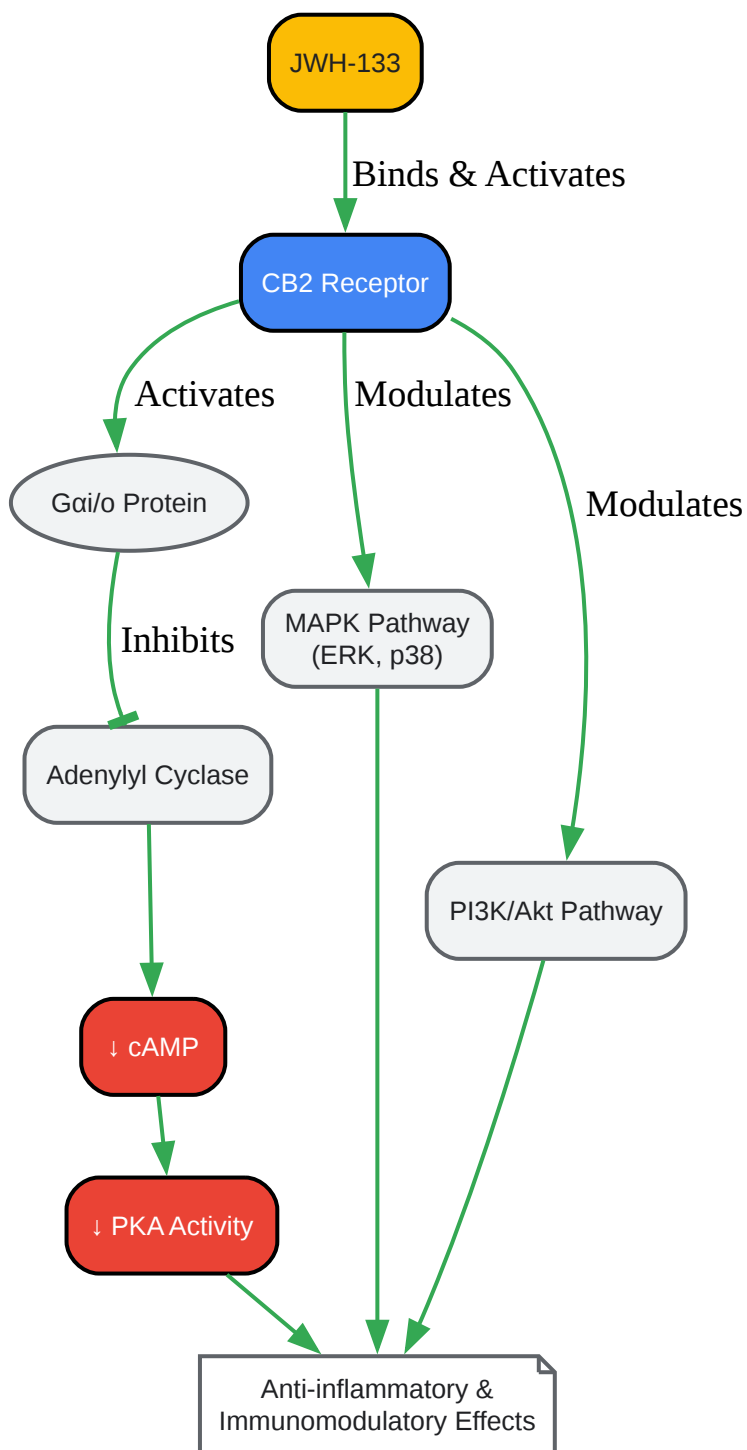 JWH-133
Binds & Activates
CB2 Receptor
Activates
Modulates
Modulates
Gαi/o Protein
Inhibits
MAPK Pathway
(ERK, p38)
Adenylyl Cyclase
PI3K/Akt Pathway
↓ cAMP
↓ PKA Activity
Anti-inflammatory &
Immunomodulatory Effects